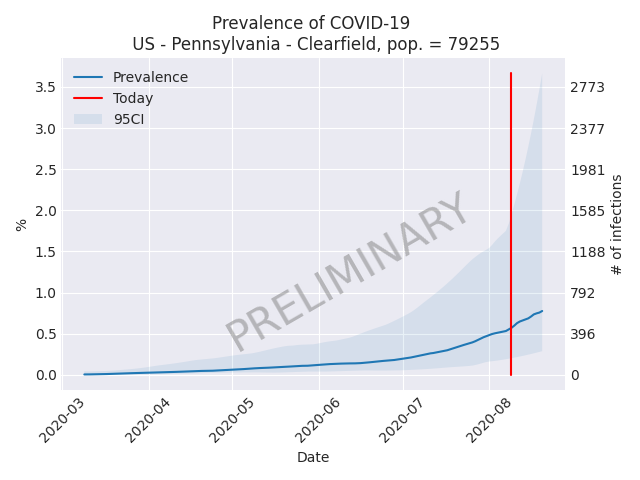 Prevalence of COVID-19
US - Pennsylvania - Clearfield, pop. = 79255
Prevalence
Today
95CI
3.5
3.0
2.5
2.0
1.5
1.0
0.5
0.0
%
2773
2377
1981
1585
1188
792
396
0
# of infections
PRELIMINARY
2020-03
2020-04
2020-05
2020-06
2020-07
2020-08
Date